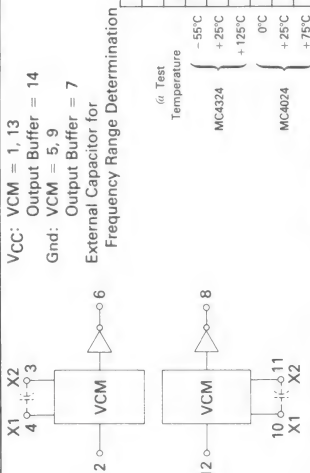 VCC: VCM = 1, 13
Output Buffer = 14
Gnd: VCM = 5, 9
Output Buffer = 7
External Capacitor for
Frequency Range Determination
X1 X2
4 3
2 VCM 6
12 VCM 8
10 11
X1 X2
@ Test
Temperature
MC4324
- 55°C
+ 25°C
+ 125°C
MC4024
0°C
+ 25°C
+ 75°C